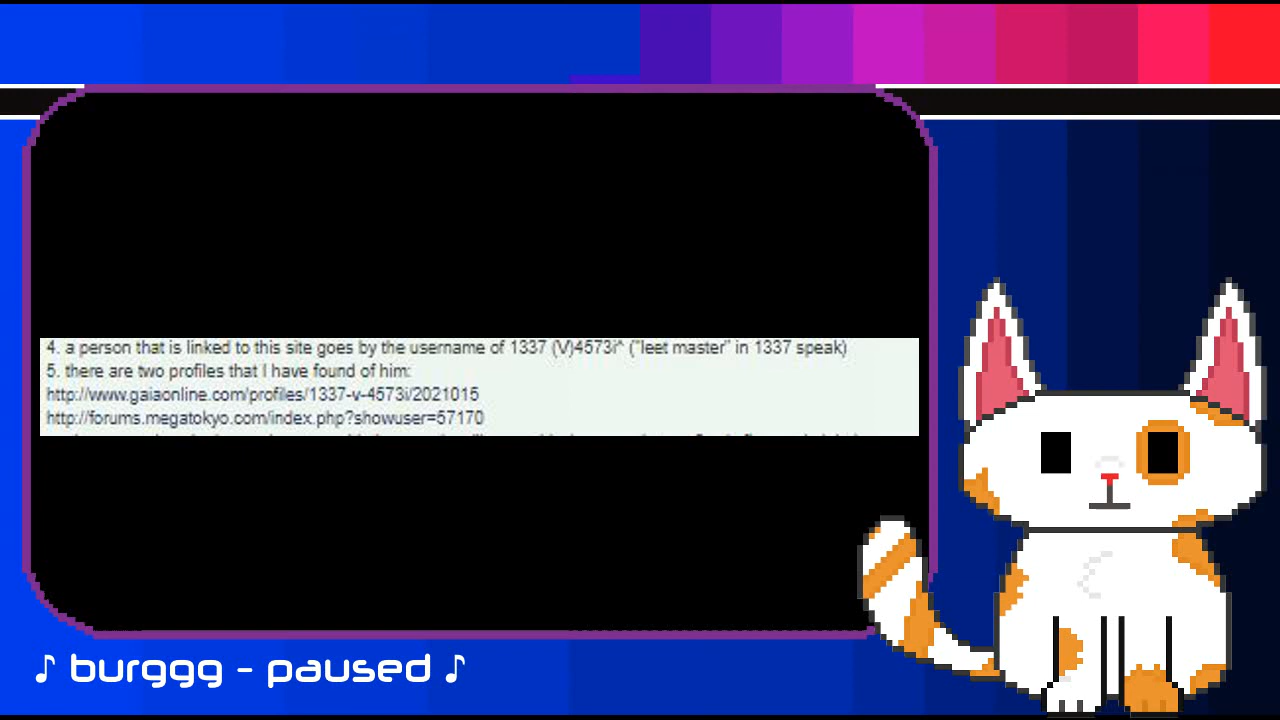 4. a person that is linked to this site goes by the username of 1337 (V)4573i^ ("leet master" in 1337 speak)
5. there are two profiles that I have found of him:
http://www.gaiaonline.com/profiles/1337-v-4573i/2021015
http://forums.megatokyo.com/index.php?showuser=57170
♪ burggg - paused ♪